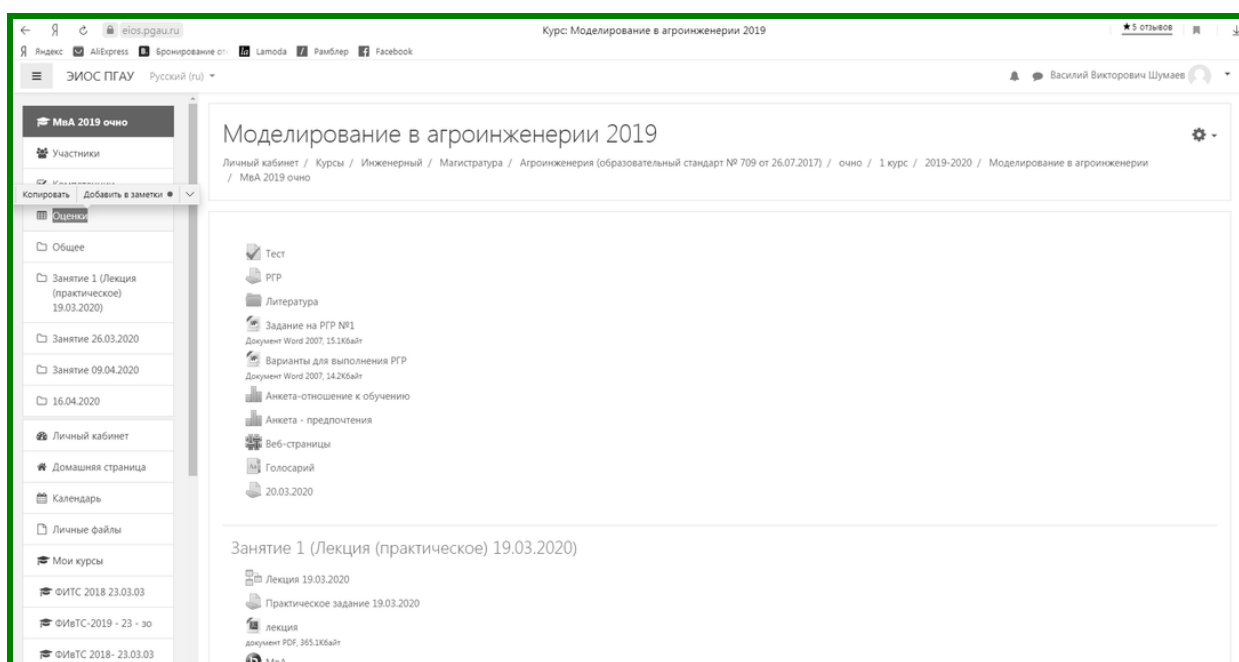 eios.pgau.ru
Курс: Моделирование в агроинженерии 2019
★5 отзывов
Яндекс AliExpress Бронирование от Lamoda Рамблер Facebook
ЭИОС ПГАУ Русский (ru)
Василий Викторович Шумаев
МвА 2019 очно
Участники
Компетенции
Копировать Добавить в заметки
Оценки
Общее
Занятие 1 (Лекция
(практическое)
19.03.2020)
Занятие 26.03.2020
Занятие 09.04.2020
16.04.2020
Личный кабинет
Домашняя страница
Календарь
Личные файлы
Мои курсы
ФИТС 2018 23.03.03
ФИвТС-2019 - 23 - зо
ФИвТС 2018- 23.03.03
Моделирование в агроинженерии 2019
Личный кабинет / Курсы / Инженерный / Магистратура / Агроинженерия (образовательный стандарт № 709 от 26.07.2017) / очно / 1 курс / 2019-2020 / Моделирование в агроинженерии
/ МвА 2019 очно
Тест
РГР
Литература
Задание на РГР №1
Документ Word 2007, 15.1Кбайт
Варианты для выполнения РГР
Документ Word 2007, 14.2Кбайт
Анкета-отношение к обучению
Анкета - предпочтения
Веб-страницы
Голосарий
20.03.2020
Занятие 1 (Лекция (практическое) 19.03.2020)
Лекция 19.03.2020
Практическое задание 19.03.2020
лекция
документ PDF, 365.1Кбайт
МвА